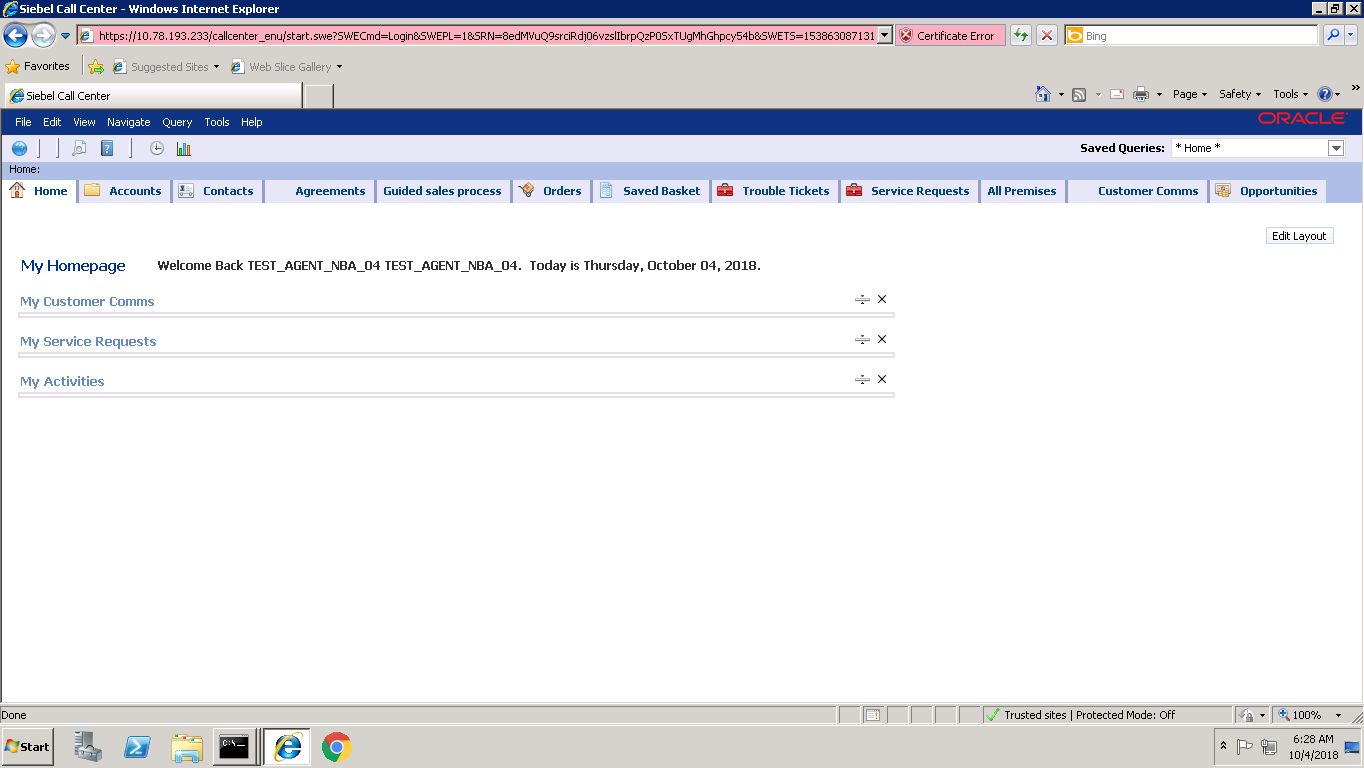 Siebel Call Center - Windows Internet Explorer
https://10.78.193.233/callcenter_enu/start.swe?SWECmd=Login&SWEPL=1&SRN=8edMVuQ9srciRdj06vzsIIbrpQzP05xTUgMhGhpcy54b&SWETS=153863087131
Certificate Error
Bing
Favorites
Suggested Sites
Web Slice Gallery
Siebel Call Center
Page
Safety
Tools
File Edit View Navigate Query Tools Help
ORACLE
Saved Queries:
* Home *
Home:
Home
Accounts
Contacts
Agreements
Guided sales process
Orders
Saved Basket
Trouble Tickets
Service Requests
All Premises
Customer Comms
Opportunities
Edit Layout
My Homepage
Welcome Back TEST_AGENT_NBA_04 TEST_AGENT_NBA_04. Today is Thursday, October 04, 2018.
My Customer Comms
My Service Requests
My Activities
Done
Trusted sites | Protected Mode: Off
100%
Start
C:\.
6:28 AM
10/4/2018